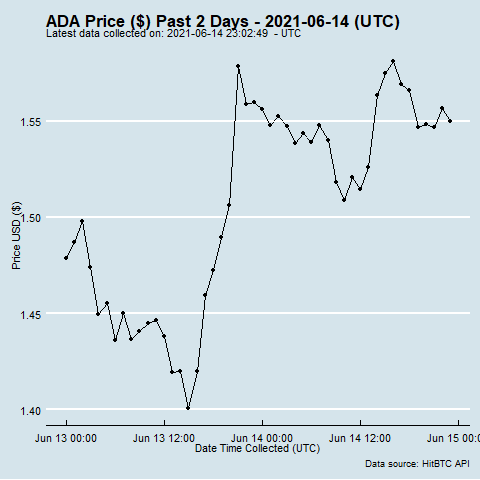 ADA Price ($) Past 2 Days - 2021-06-14 (UTC)
Latest data collected on: 2021-06-14 23:02:49 - UTC
1.55
1.50
1.45
1.40
Price USD ($)
Jun 13 00:00 Jun 13 12:00 Jun 14 00:00 Jun 14 12:00 Jun 15 00:00
Date Time Collected (UTC)
Data source: HitBTC API